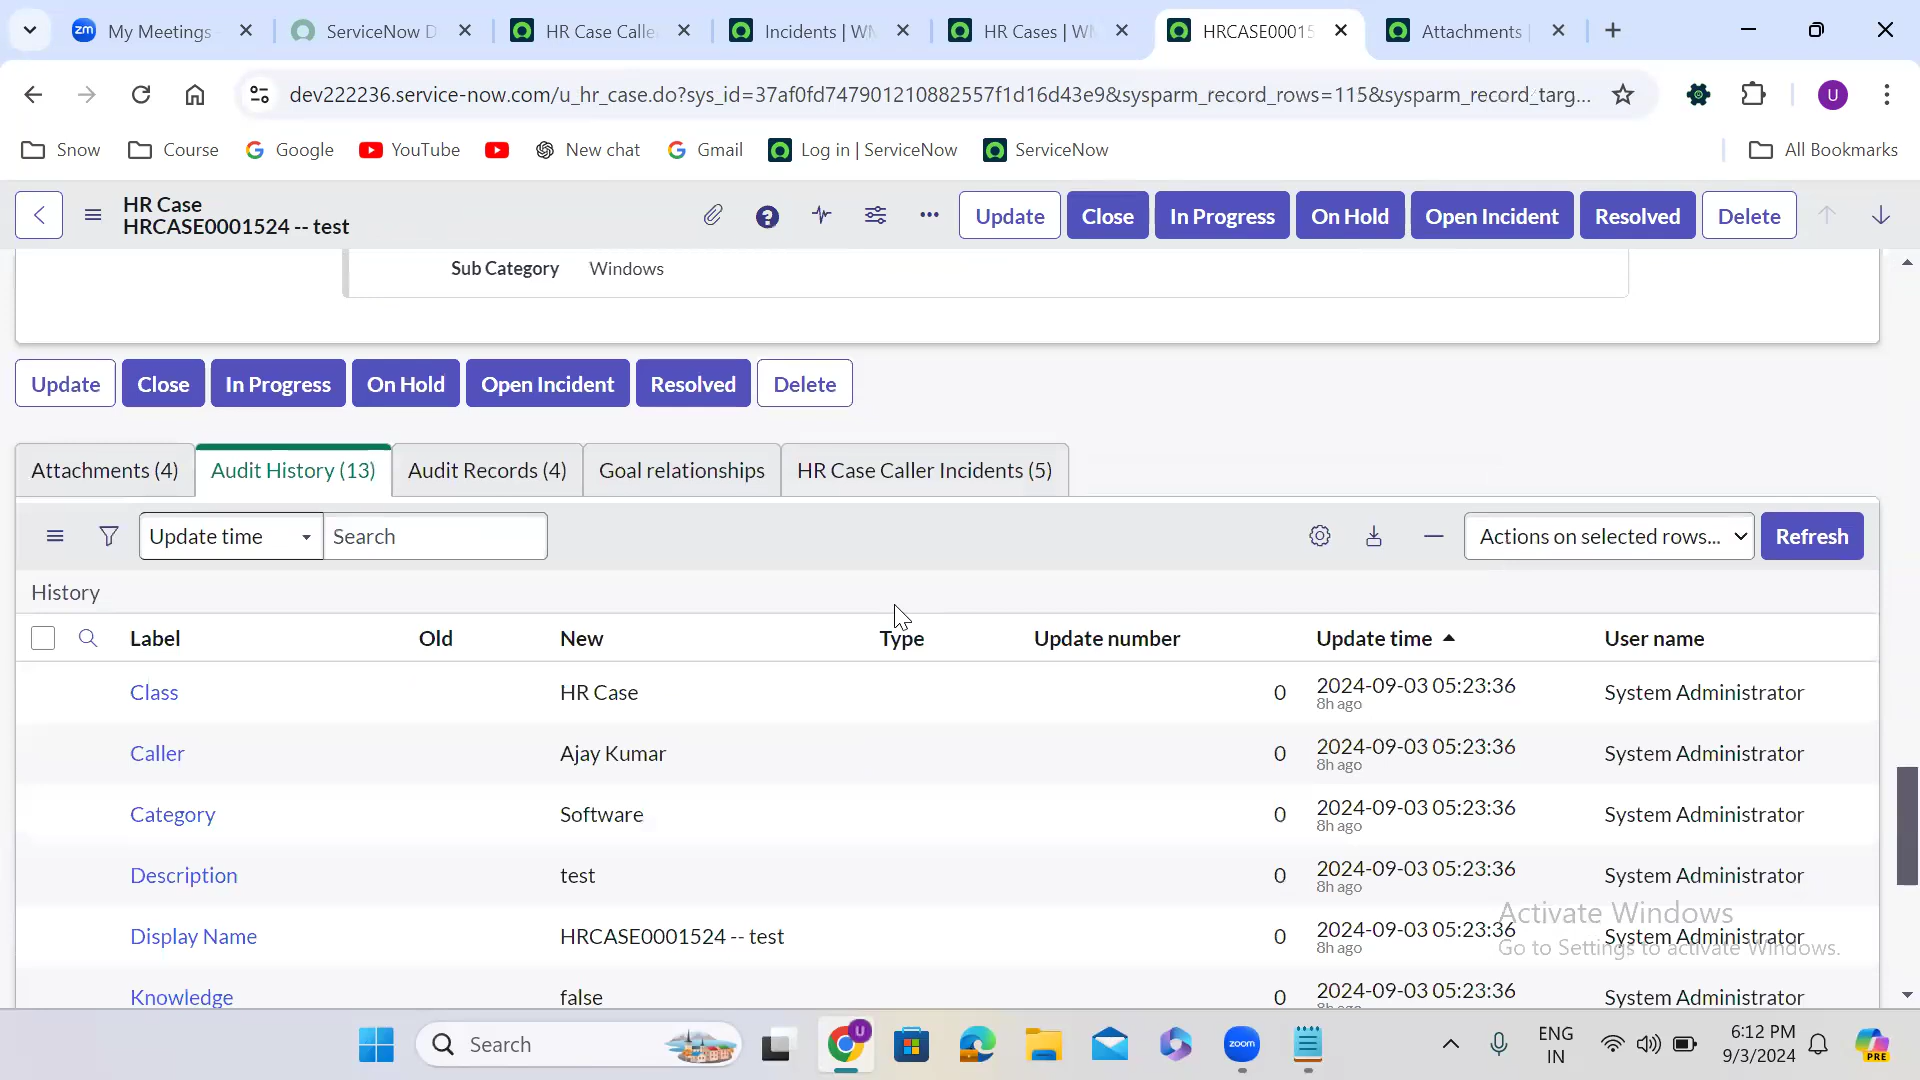 My Meetings
ServiceNow D
HR Case Calle
Incidents | WM
HR Cases | WM
HRCASE00015
Attachments |
dev222236.service-now.com/u_hr_case.do?sys_id=37af0fd747901210882557f1d16d43e9&sysparm_record_rows=115&sysparm_record_targ...
U
Snow
Course
Google
YouTube
New chat
Gmail
Log in | ServiceNow
ServiceNow
All Bookmarks
HR Case
HRCASE0001524 -- test
Update
Close
In Progress
On Hold
Open Incident
Resolved
Delete
Sub Category Windows
Update
Close
In Progress
On Hold
Open Incident
Resolved
Delete
Attachments (4)
Audit History (13)
Audit Records (4)
Goal relationships
HR Case Caller Incidents (5)
Update time
Search
Actions on selected rows...
Refresh
History
Label Old New Type Update number Update time User name
Class HR Case 0 2024-09-03 05:23:36 System Administrator
8h ago
Caller Ajay Kumar 0 2024-09-03 05:23:36 System Administrator
8h ago
Category Software 0 2024-09-03 05:23:36 System Administrator
8h ago
Description test 0 2024-09-03 05:23:36 System Administrator
8h ago
Display Name HRCASE0001524 -- test 0 2024-09-03 05:23:36 System Administrator
8h ago
Knowledge false 0 2024-09-03 05:23:36 System Administrator
Activate Windows
Go to Settings to activate Windows.
Search
zoom
ENG
IN
6:12 PM
9/3/2024
PRE